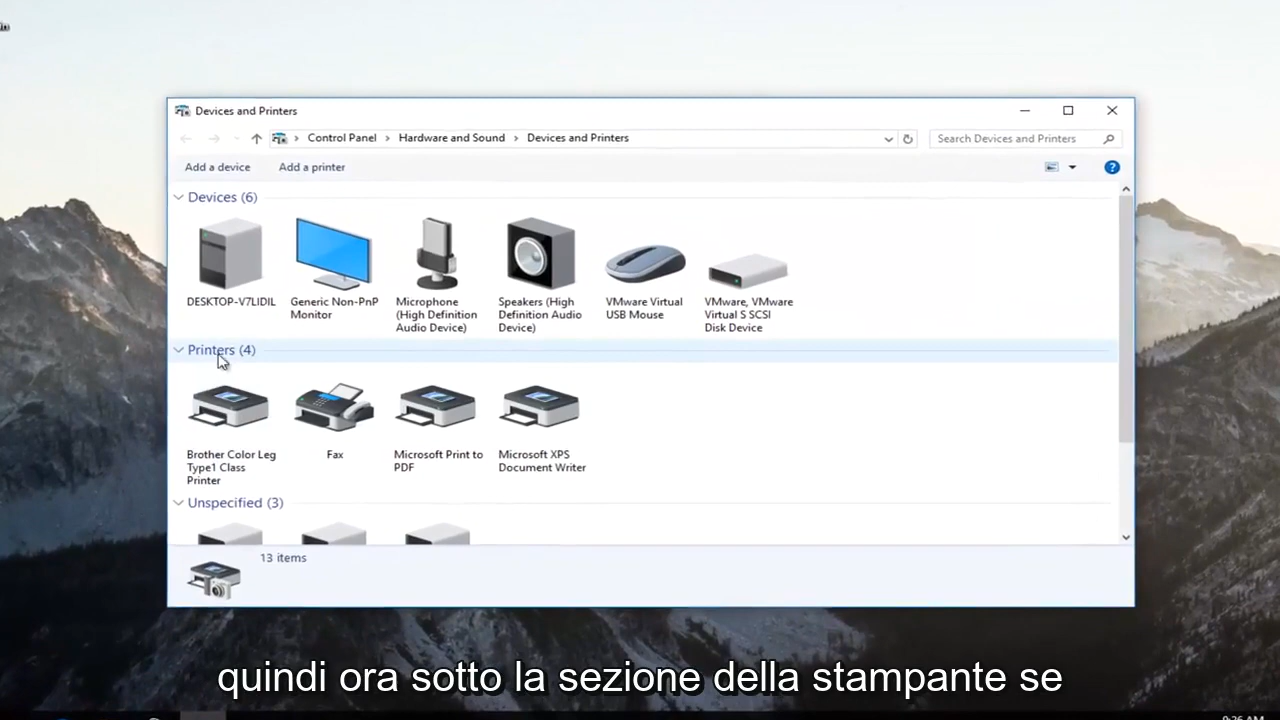 Devices and Printers
Control Panel > Hardware and Sound > Devices and Printers
Search Devices and Printers
Add a device Add a printer
Devices (6)
DESKTOP-V7LIDIL
Generic Non-PnP
Monitor
Microphone
(High Definition
Audio Device)
Speakers (High
Definition Audio
Device)
VMware Virtual
USB Mouse
VMware, VMware
Virtual S SCSI
Disk Device
Printers (4)
Brother Color Leg
Type1 Class
Printer
Fax
Microsoft Print to
PDF
Microsoft XPS
Document Writer
Unspecified (3)
13 items
quindi ora sotto la sezione della stampante se